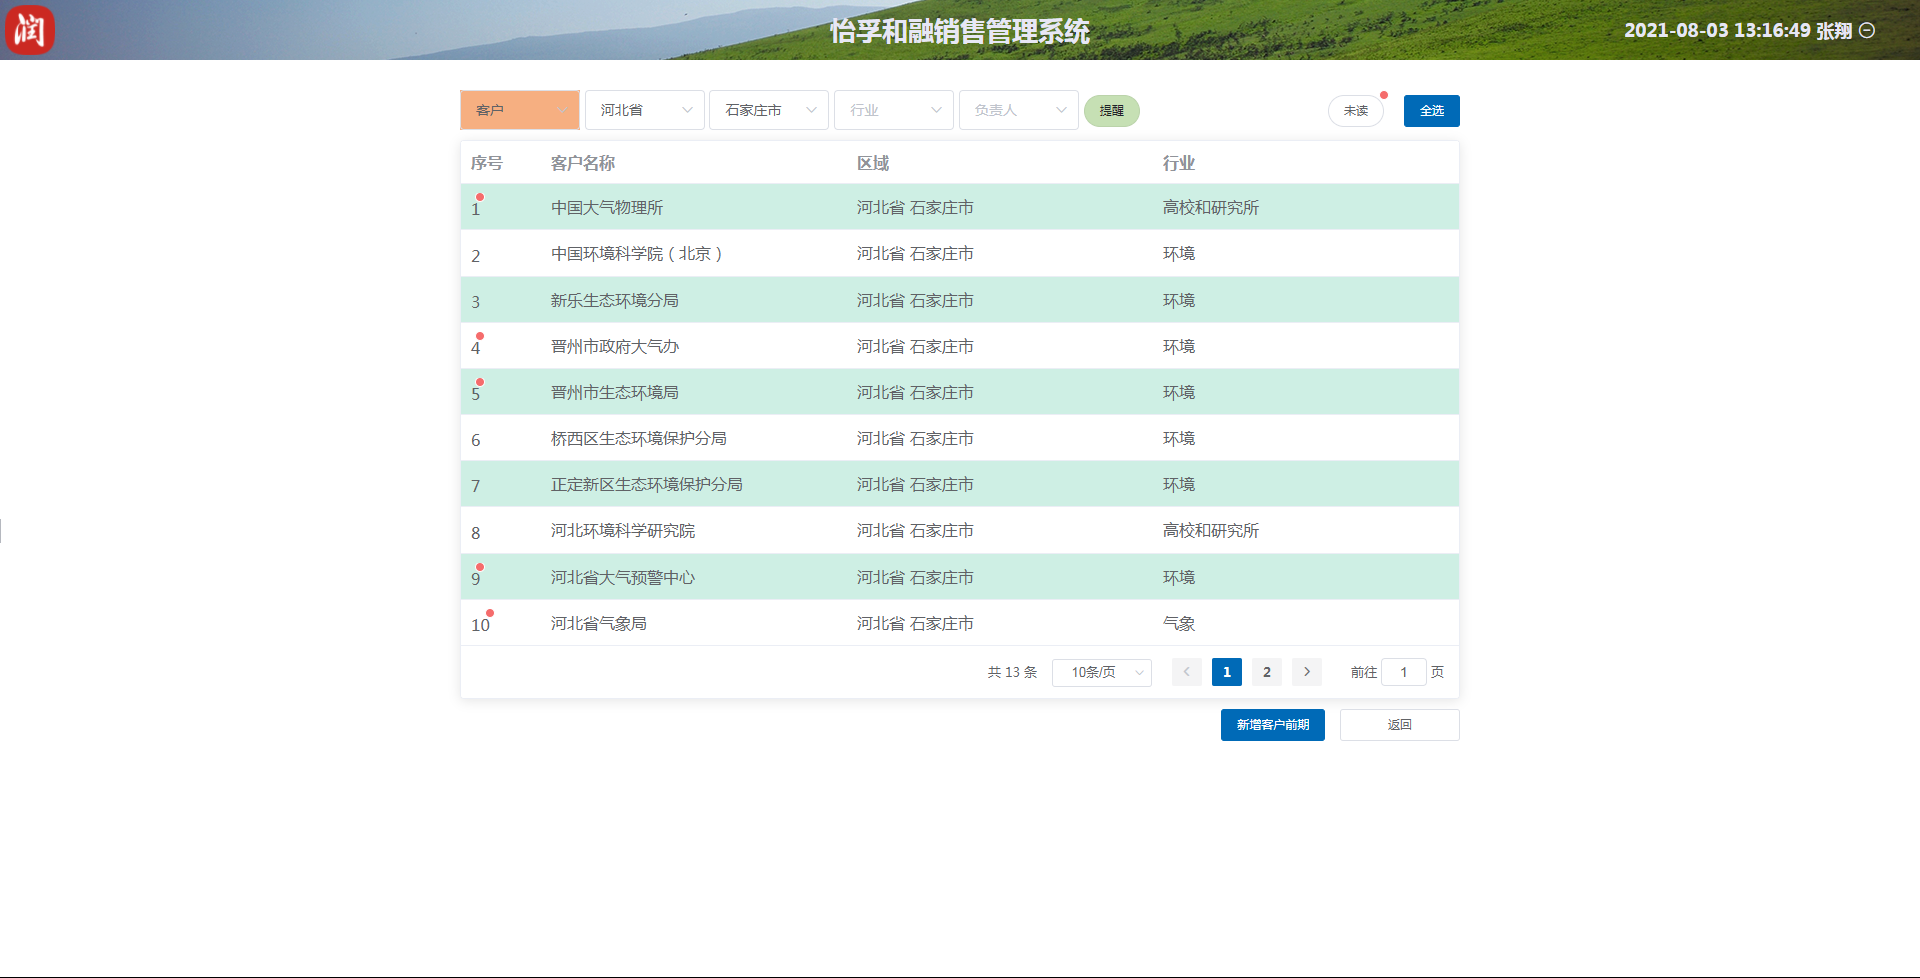 润
怡孚和融销售管理系统
2021-08-03 13:16:49 张翔
客户 河北省 石家庄市 行业 负责人 提醒 未读 全选
序号 客户名称 区域 行业
1 中国大气物理所 河北省 石家庄市 高校和研究所
2 中国环境科学院（北京） 河北省 石家庄市 环境
3 新乐生态环境分局 河北省 石家庄市 环境
4 晋州市政府大气办 河北省 石家庄市 环境
5 晋州市生态环境局 河北省 石家庄市 环境
6 桥西区生态环境保护分局 河北省 石家庄市 环境
7 正定新区生态环境保护分局 河北省 石家庄市 环境
8 河北环境科学研究院 河北省 石家庄市 高校和研究所
9 河北省大气预警中心 河北省 石家庄市 环境
10 河北省气象局 河北省 石家庄市 气象
共 13 条 10条/页 1 2 前往 1 页
新增客户前期 返回